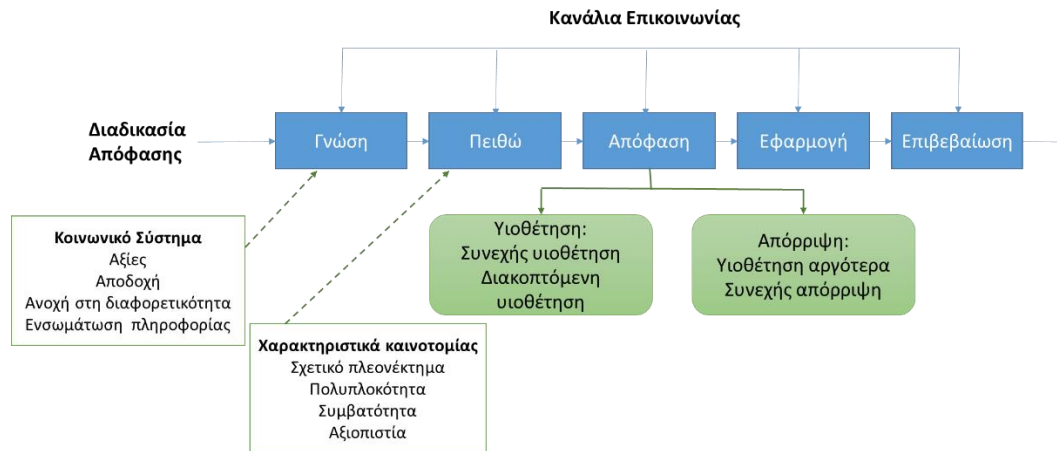 Κανάλια Επικοινωνίας
Διαδικασία
Απόφασης
Γνώση
Πειθώ
Απόφαση
Εφαρμογή
Επιβεβαίωση
Κοινωνικό Σύστημα
Αξίες
Αποδοχή
Ανοχή στη διαφορετικότητα
Ενσωμάτωση πληροφορίας
Υιοθέτηση:
Συνεχής υιοθέτηση
Διακοπτόμενη
υιοθέτηση
Απόρριψη:
Υιοθέτηση αργότερα
Συνεχής απόρριψη
Χαρακτηριστικά καινοτομίας
Σχετικό πλεονέκτημα
Πολυπλοκότητα
Συμβατότητα
Αξιοπιστία